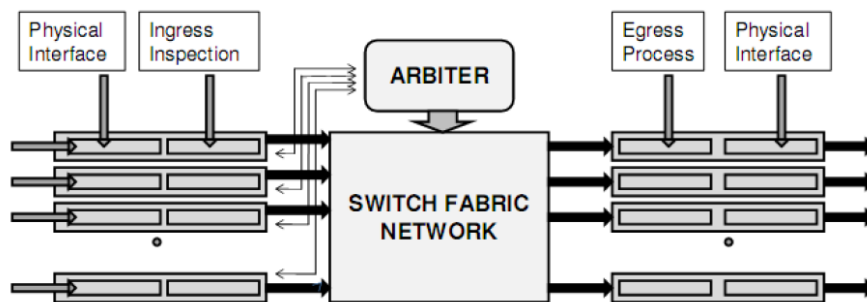 Physical
Interface
Ingress
Inspection
ARBITER
Egress
Process
Physical
Interface
SWITCH FABRIC
NETWORK